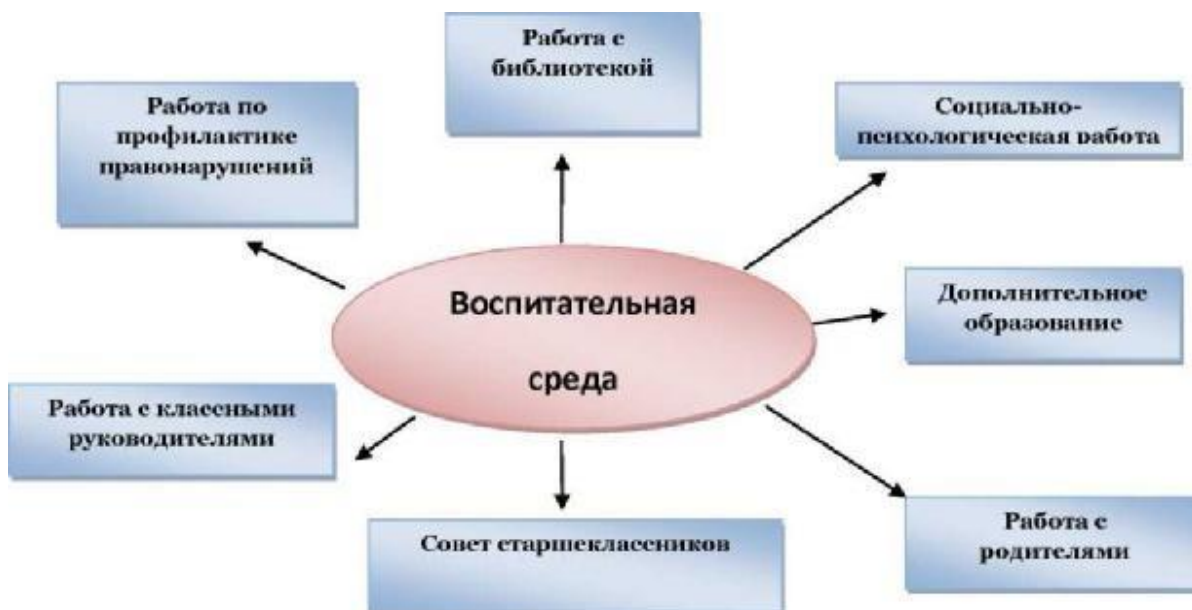 Работа с
библиотекой
Работа по
профилактике
правонарушений
Социально-
психологическая работа
Воспитательная
среда
Дополнительное
образование
Работа с классными
руководителями
Совет старшеклассников
Работа с
родителями